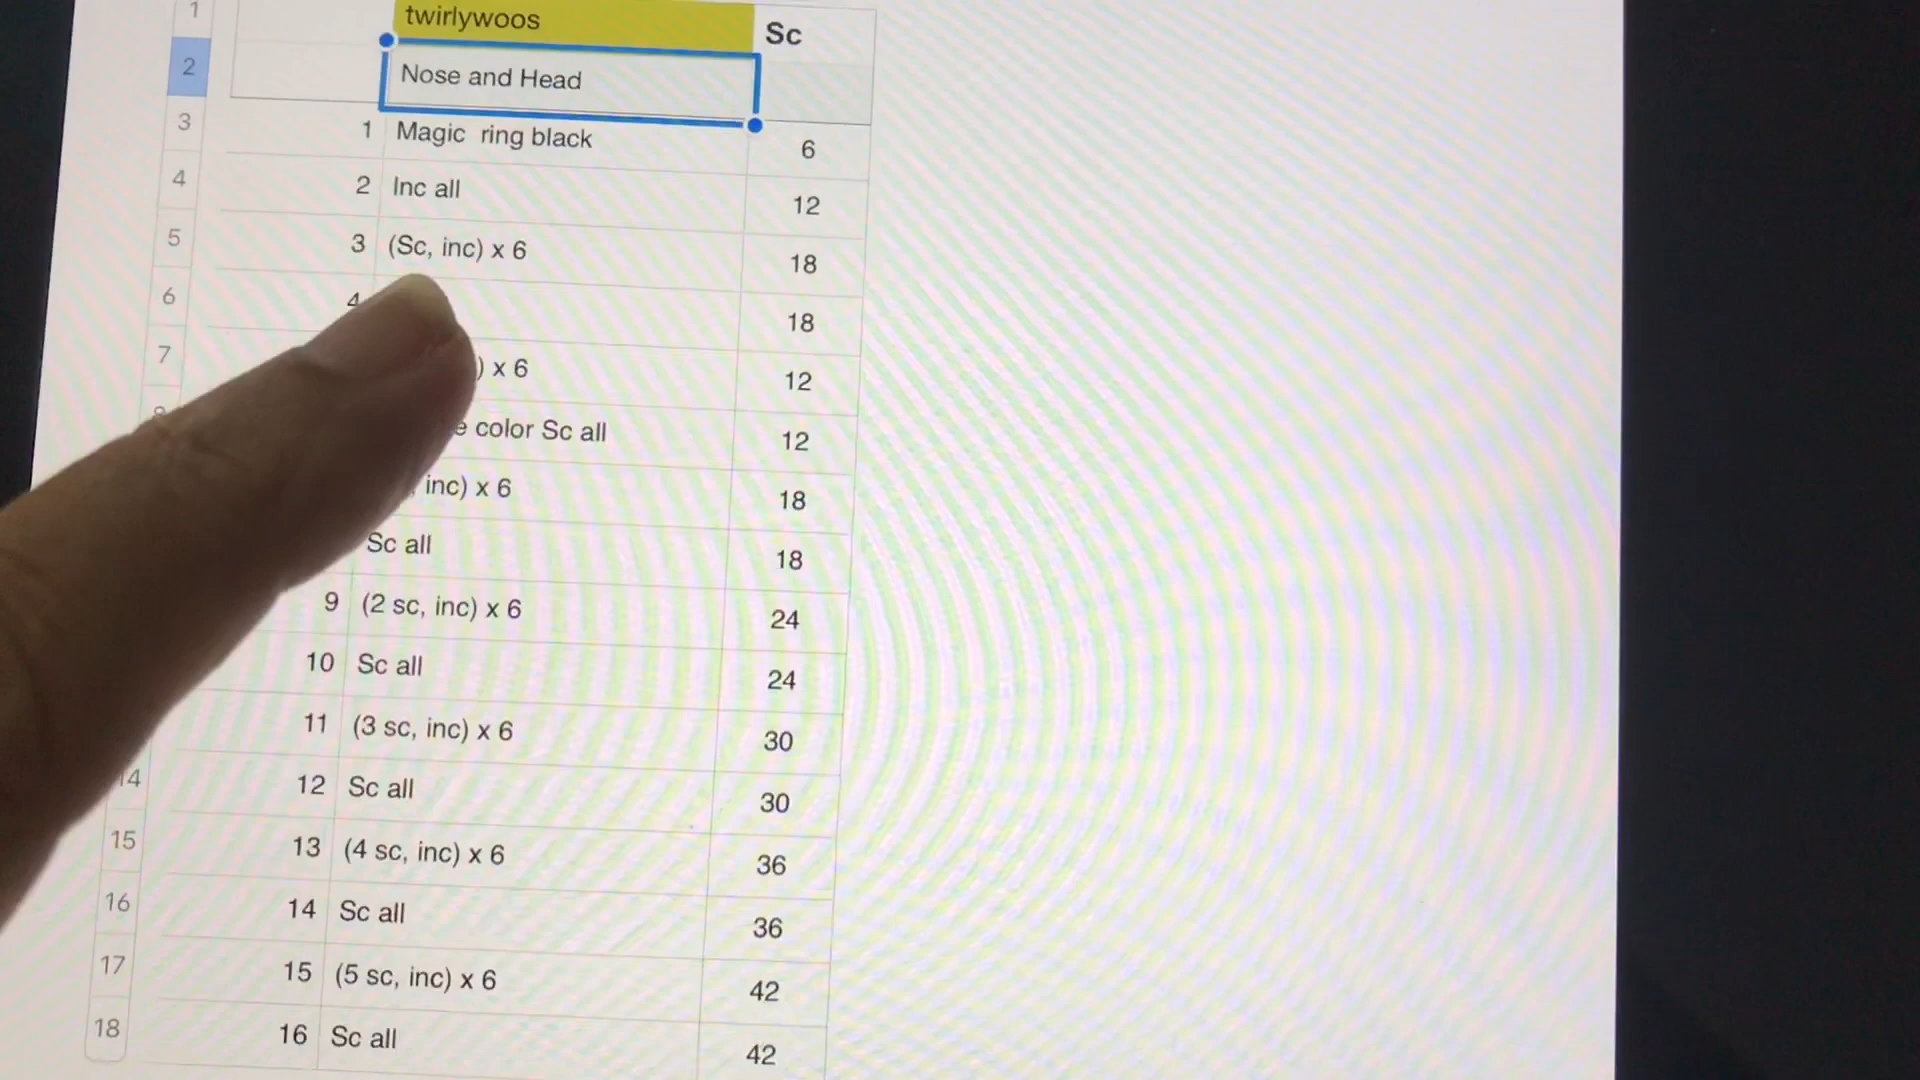 1 twirlywoos Sc
2 Nose and Head
3 1 Magic ring black 6
4 2 Inc all 12
5 3 (Sc, inc) x 6 18
6 4 18
7 ) x 6 12
8 color Sc all 12
inc) x 6 18
Sc all 18
9 (2 sc, inc) x 6 24
10 Sc all 24
11 (3 sc, inc) x 6 30
14 12 Sc all 30
15 13 (4 sc, inc) x 6 36
16 14 Sc all 36
17 15 (5 sc, inc) x 6 42
18 16 Sc all 42